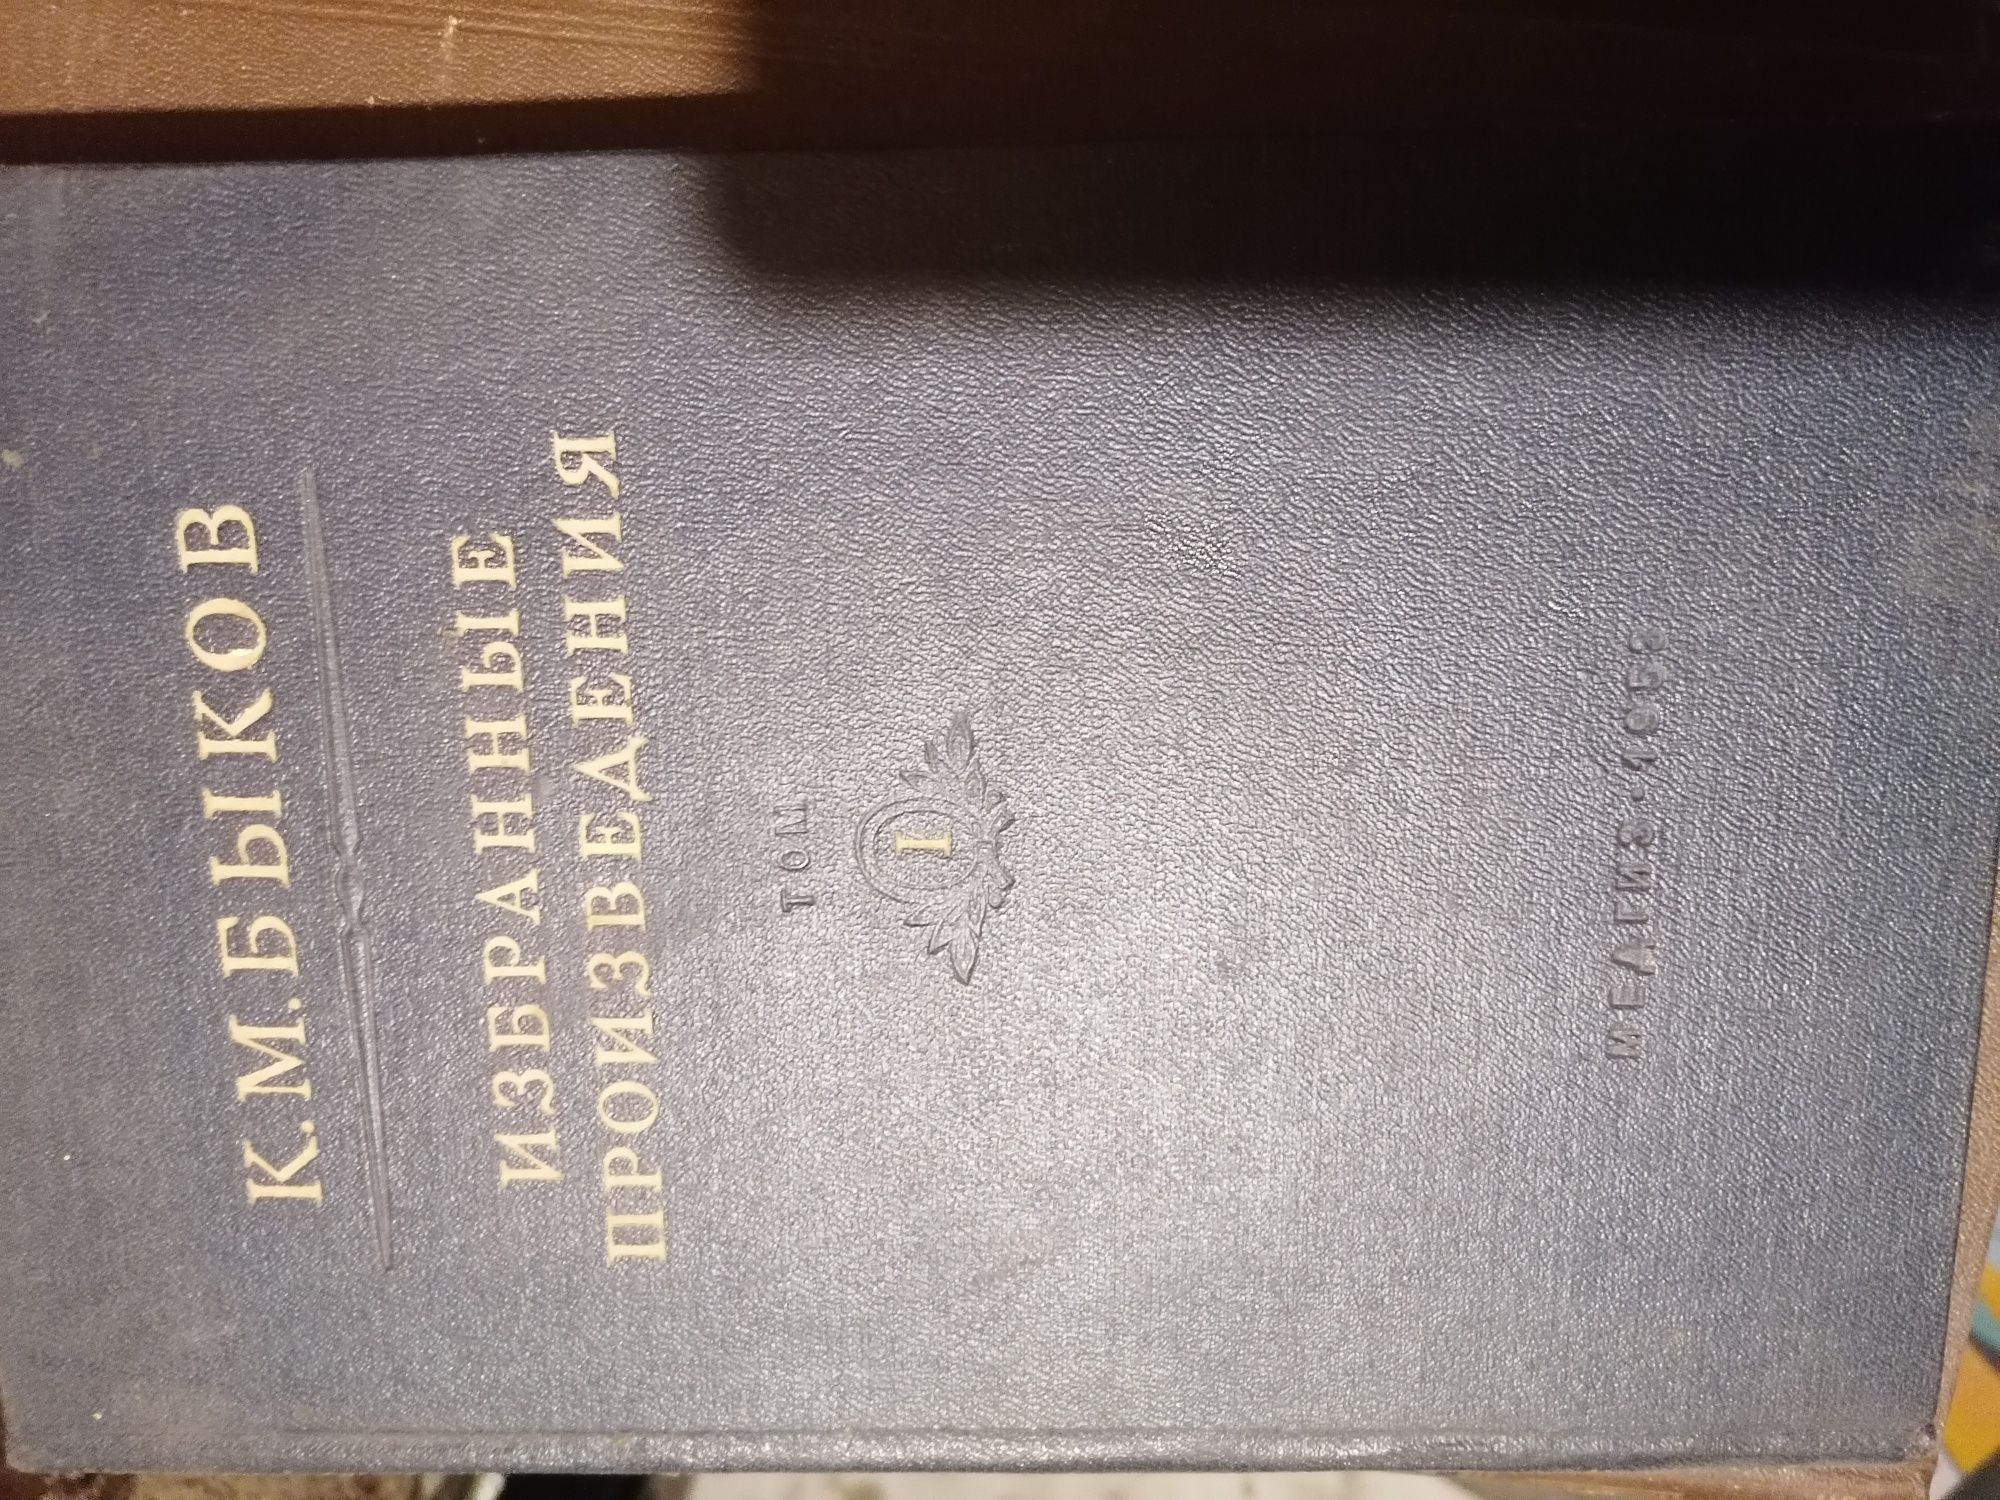 К.М.БЫКОВ
ИЗБРАННЫЕ
ПРОИЗВЕДЕНИЯ
ТОМ
I
МЕДГИЗ·1953